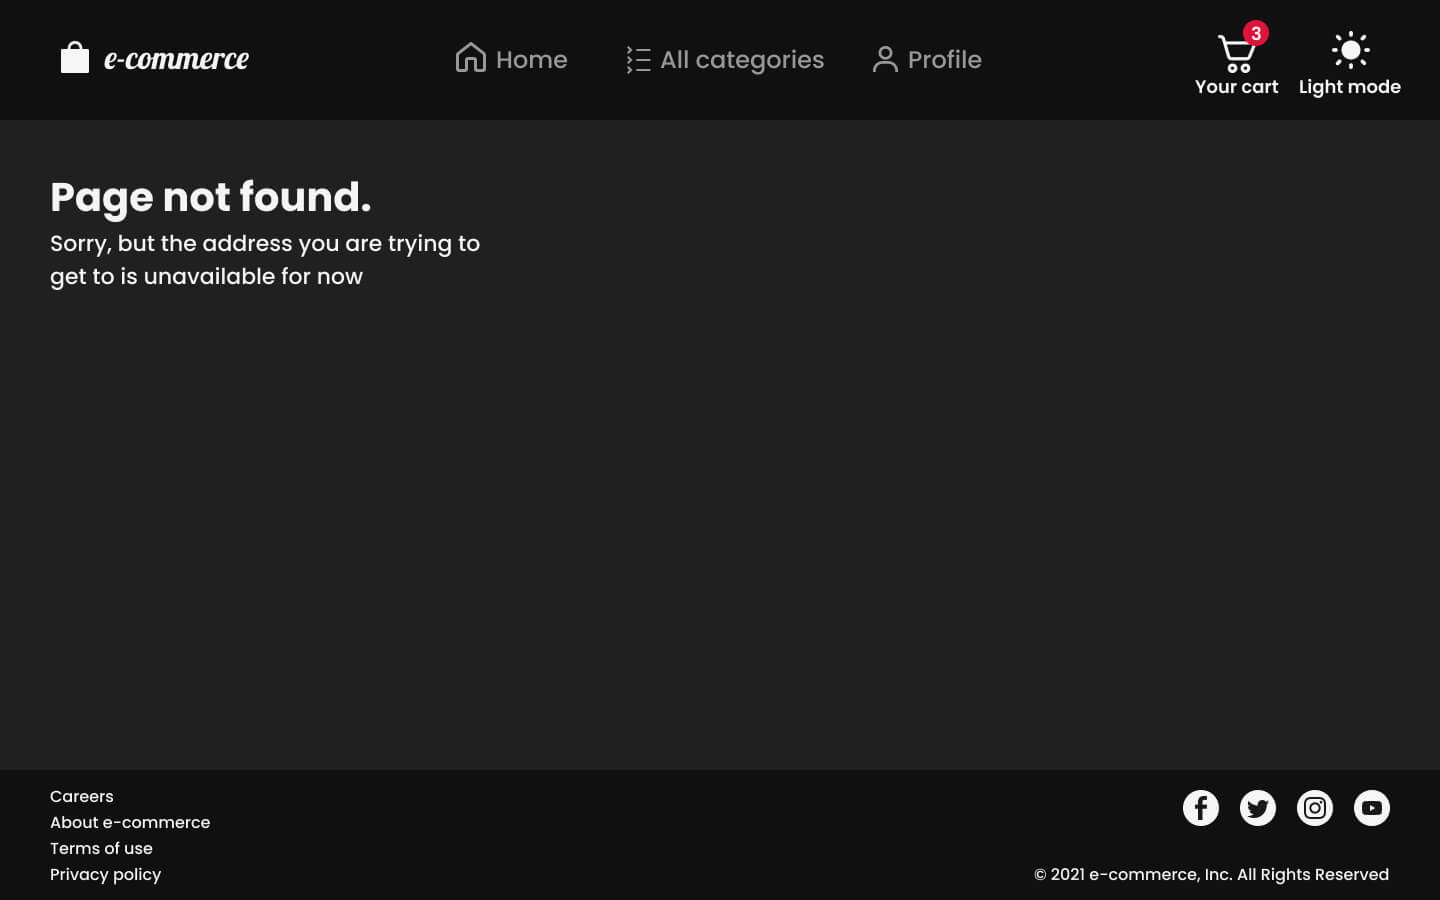 e-commerce
Home
All categories
Profile
3
Your cart
Light mode
Page not found.
Sorry, but the address you are trying to
get to is unavailable for now
Careers
About e-commerce
Terms of use
Privacy policy
© 2021 e-commerce, Inc. All Rights Reserved